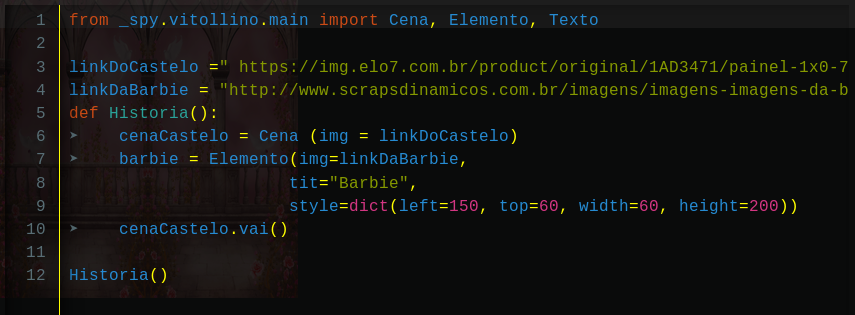 1 from _spy.vitollino.main import Cena, Elemento, Texto
2
3 linkDoCastelo =" https://img.elo7.com.br/product/original/1AD3471/painel-1x0-7
4 linkDaBarbie = "http://www.scrapsdinamicos.com.br/imagens/imagens-imagens-da-b
5 def Historia():
6 ➤    cenaCastelo = Cena (img = linkDoCastelo)
7 ➤    barbie = Elemento(img=linkDaBarbie,
8                       tit="Barbie",
9                       style=dict(left=150, top=60, width=60, height=200))
10 ➤    cenaCastelo.vai()
11
12 Historia()